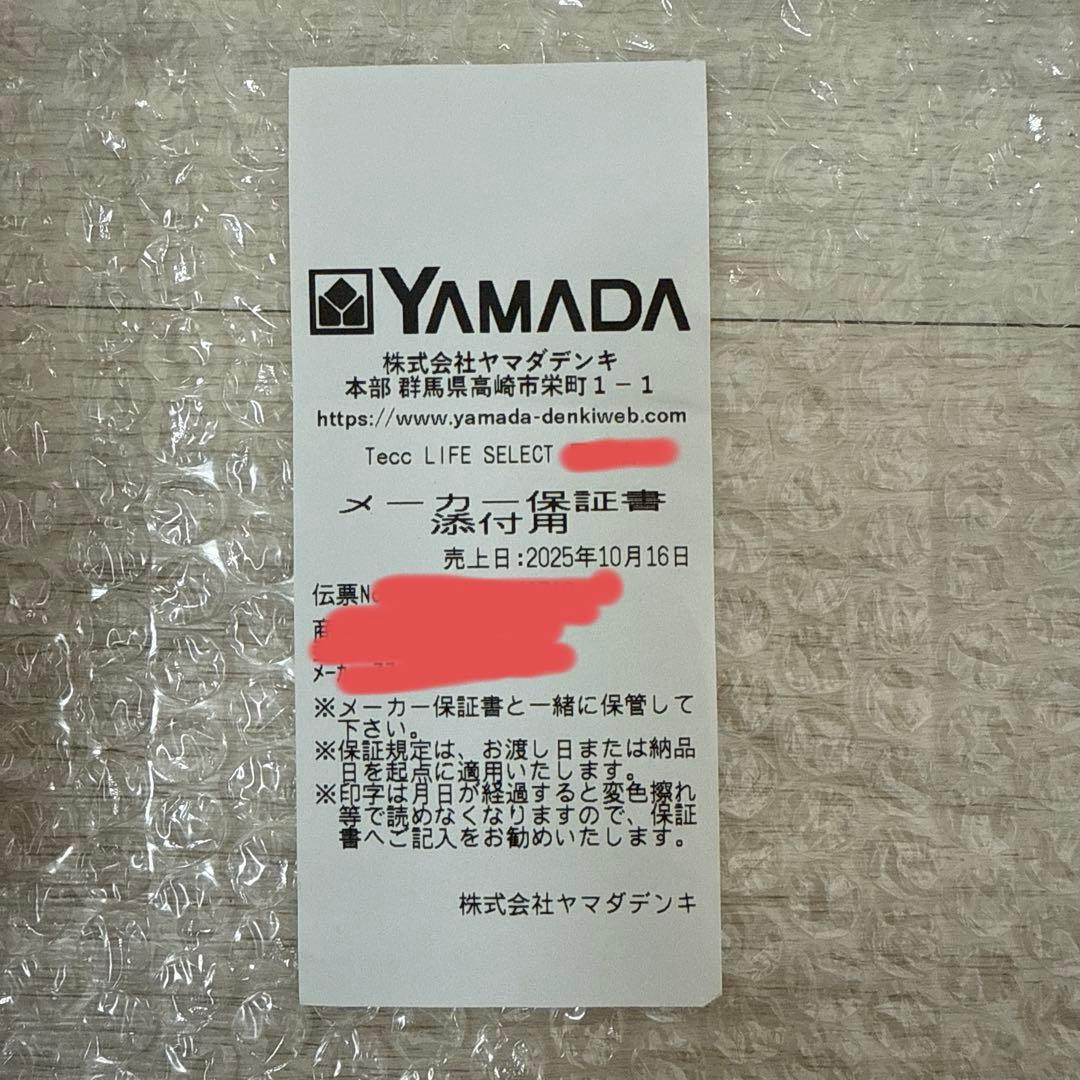 YAMADA
株式会社ヤマダデンキ
本部 群馬県高崎市栄町1-1
https://www.yamada-denkiweb.com
Tecc LIFE SELECT
メーカー保証書
添付用
売上日:2025年10月16日
伝票No
商
メーカ
※メーカー保証書と一緒に保管して
下さい。
※保証規定は、お渡し日または納品
日を起点に適用いたします。
※印字は月日が経過すると変色擦れ
等で読めなくなりますので、保証
書へご記入をお勧めいたします。
株式会社ヤマダデンキ